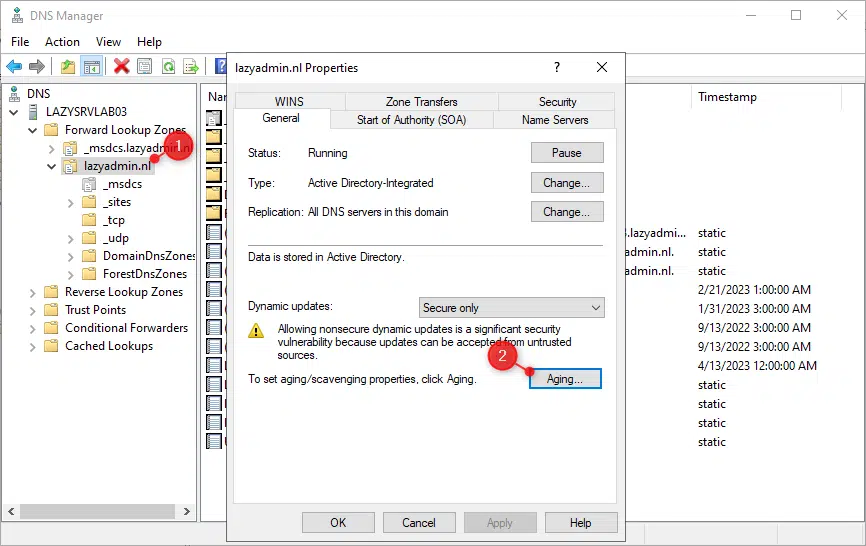 DNS Manager
File Action View Help
DNS
LAZYSRVLAB03
Forward Lookup Zones
_msdcs.lazyadmin.nl
1
lazyadmin.nl
_msdcs
_sites
_tcp
_udp
DomainDnsZones
ForestDnsZones
Reverse Lookup Zones
Trust Points
Conditional Forwarders
Cached Lookups
lazyadmin.nl Properties
?
WINS Zone Transfers Security
General Start of Authority (SOA) Name Servers
Status: Running Pause
Type: Active Directory-Integrated Change...
Replication: All DNS servers in this domain Change...
Data is stored in Active Directory.
Dynamic updates: Secure only
Allowing nonsecure dynamic updates is a significant security
vulnerability because updates can be accepted from untrusted
sources.
2
To set aging/scavenging properties, click Aging. Aging...
OK Cancel Apply Help
Timestamp
.lazyadmi... static
dmin.nl. static
dmin.nl. static
2/21/2023 1:00:00 AM
1/31/2023 3:00:00 AM
9/13/2022 3:00:00 AM
9/13/2022 3:00:00 AM
4/13/2023 12:00:00 AM
static
static
static
static